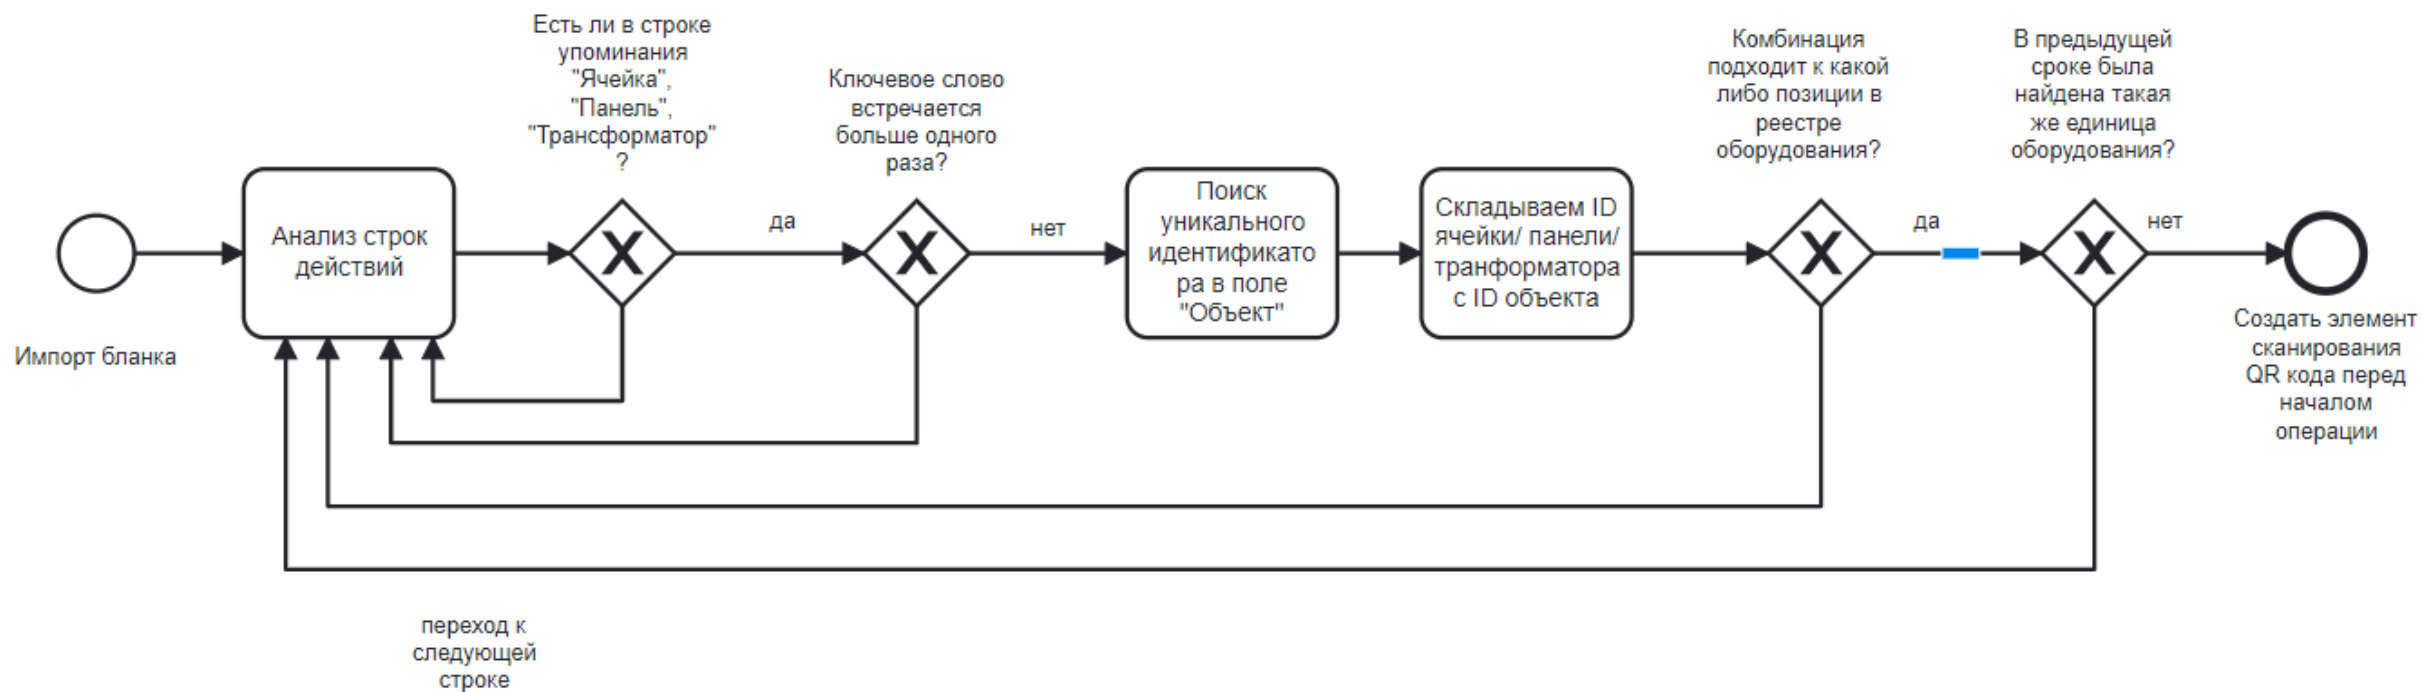 Импорт бланка
Анализ строк
действий
Есть ли в строке
упоминания
"Ячейка",
"Панель",
"Трансформатор"
?
да
Ключевое слово
встречается
больше одного
раза?
нет
Поиск
уникального
идентификато
ра в поле
"Объект"
Складываем ID
ячейки/ панели/
транформатора
с ID объекта
Комбинация
подходит к какой
либо позиции в
реестре
оборудования?
да
В предыдущей
сроке была
найдена такая
же единица
оборудования?
нет
Создать элемент
сканирования
QR кода перед
началом
операции
переход к
следующей
строке